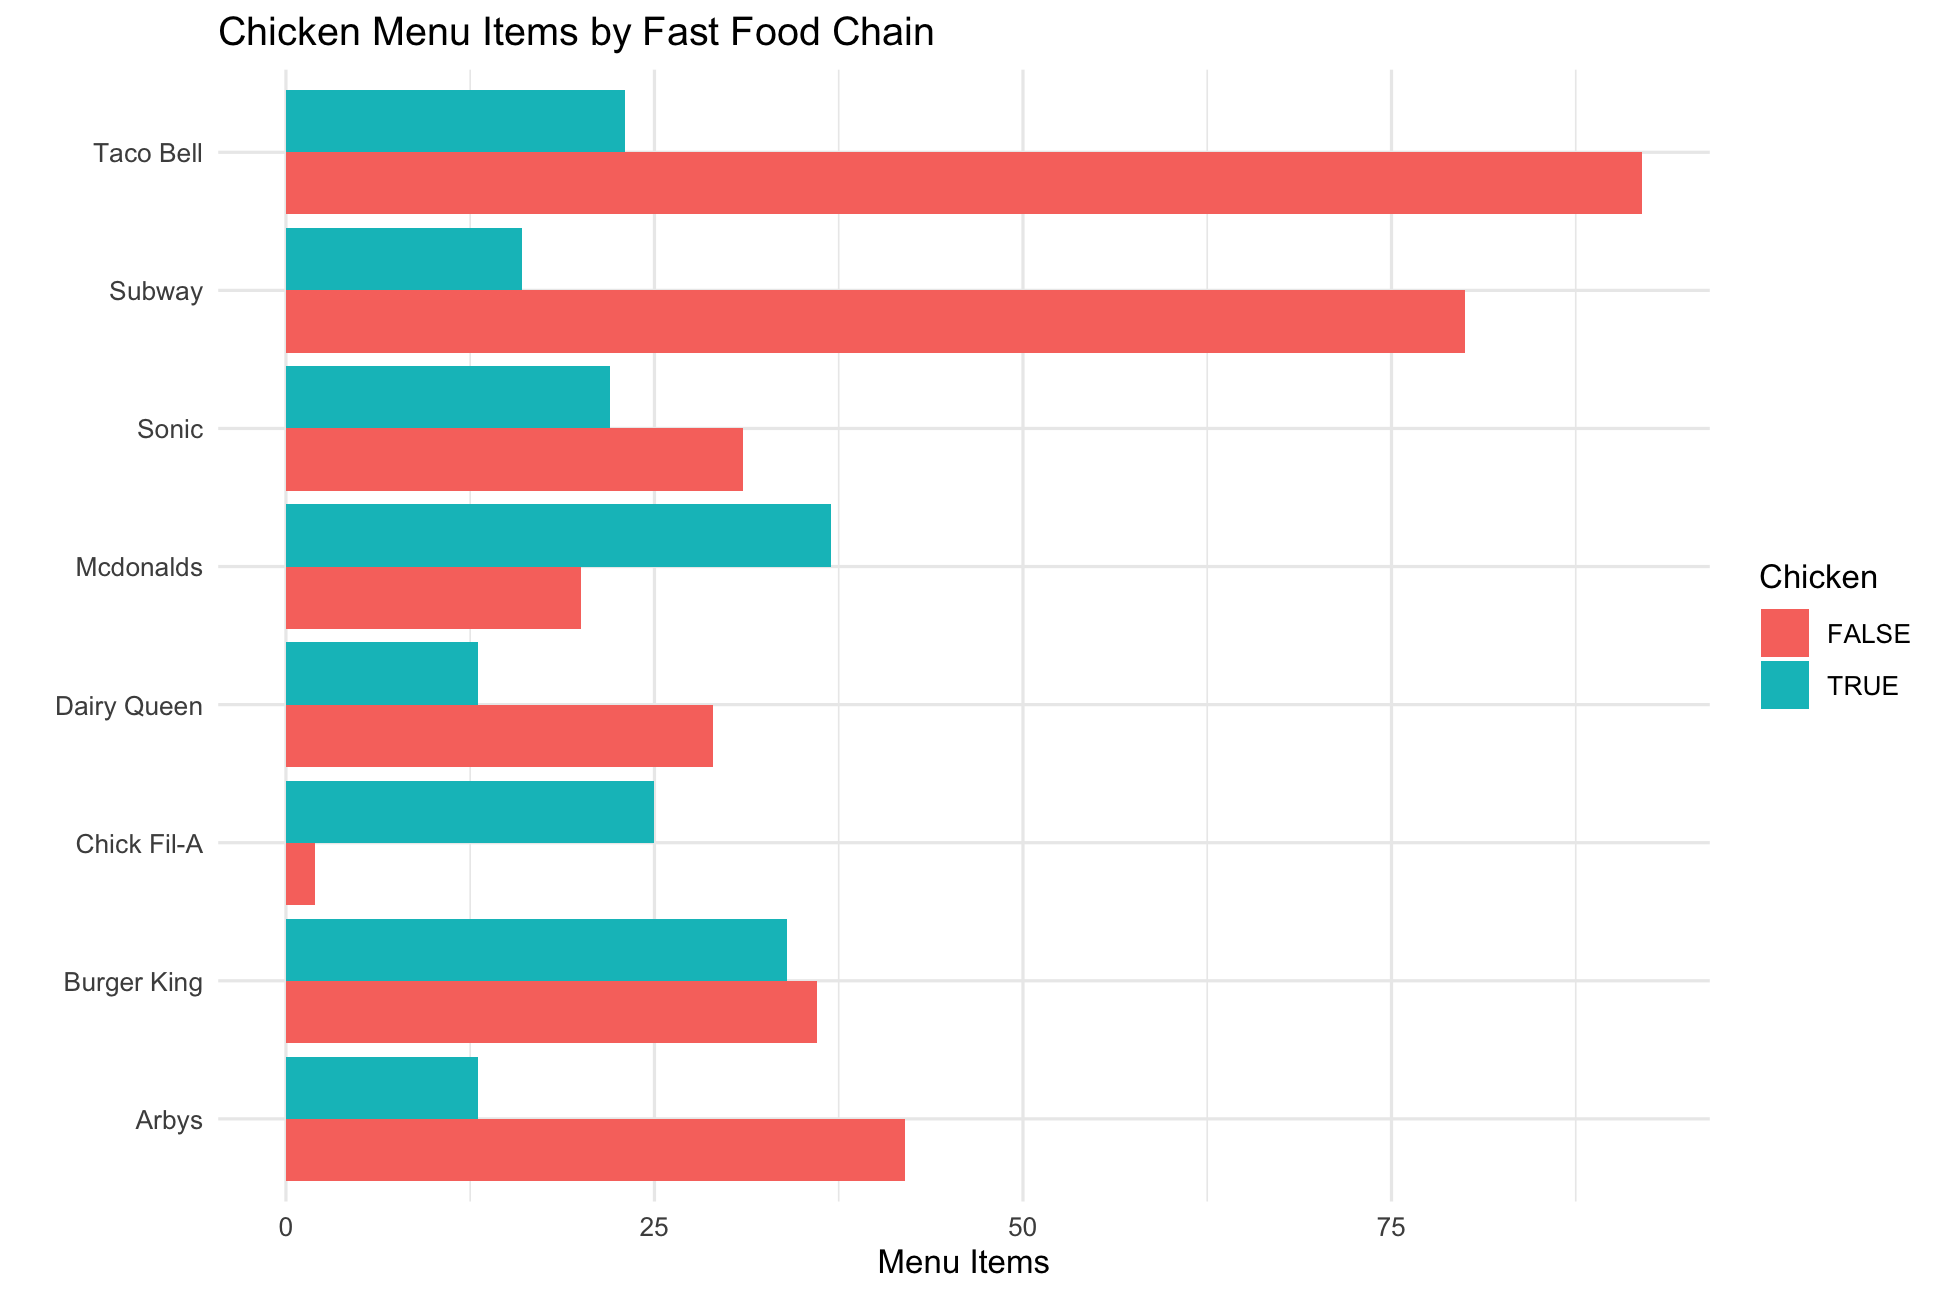 Chicken Menu Items by Fast Food Chain
Taco Bell
Subway
Sonic
Mcdonalds
Dairy Queen
Chick Fil-A
Burger King
Arbys
0 25 50 75
Menu Items
Chicken
FALSE
TRUE